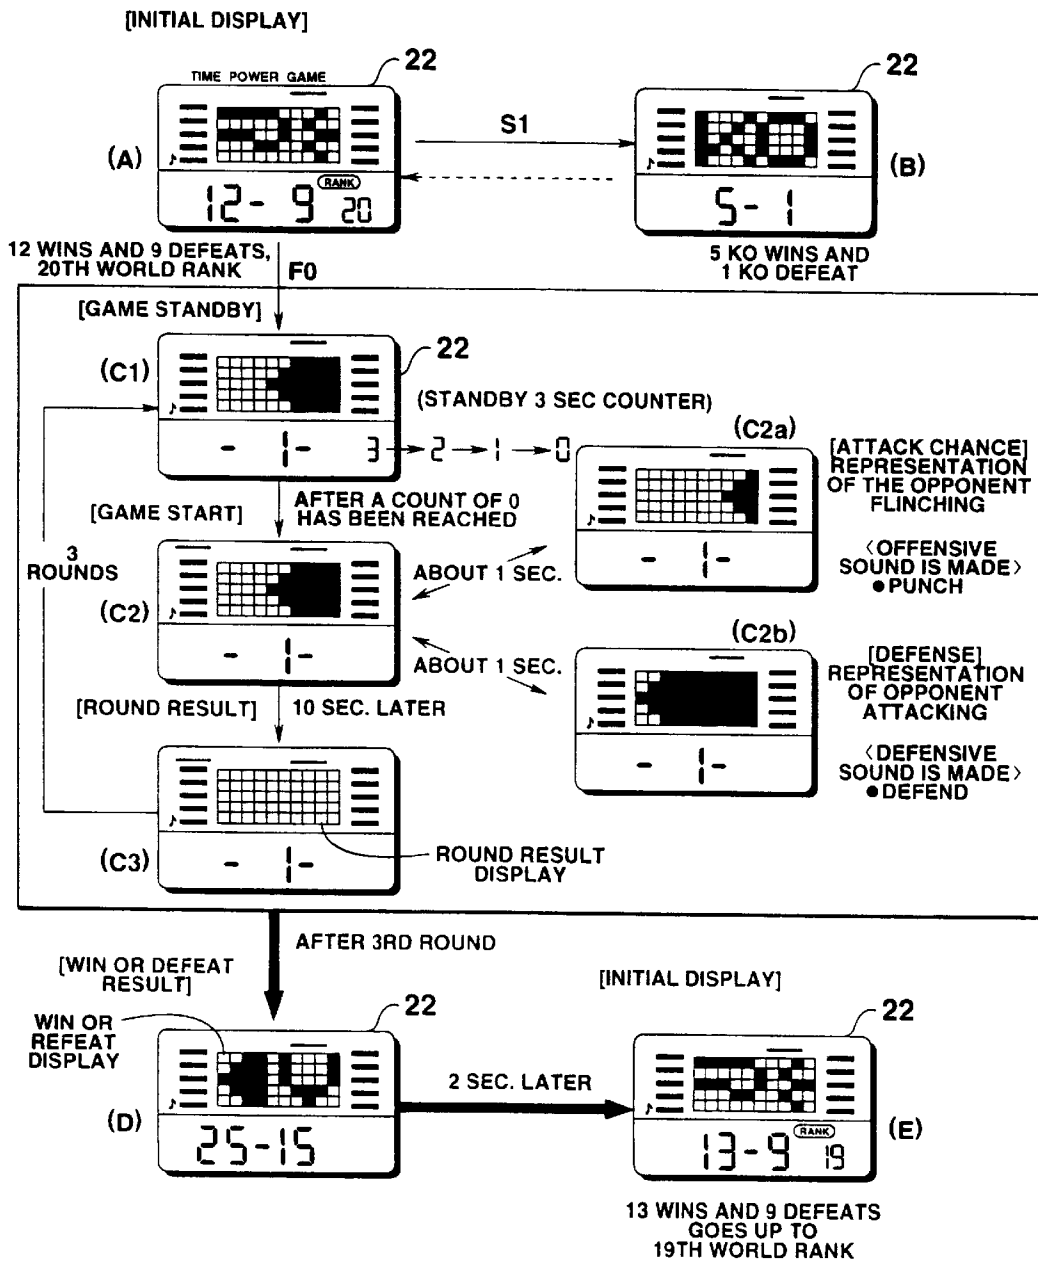 [INITIAL DISPLAY]
22
TIME POWER GAME
(A)
12- 9 RANK 20
S1
22
(B)
5- 1
12 WINS AND 9 DEFEATS,
20TH WORLD RANK
F0
5 KO WINS AND
1 KO DEFEAT
[GAME STANDBY]
22
(C1)
(STANDBY 3 SEC COUNTER)
- 1-
3 2 1 0
(C2a)
[ATTACK CHANCE]
REPRESENTATION
OF THE OPPONENT
FLINCHING
- 1-
<OFFENSIVE
SOUND IS MADE>
●PUNCH
[GAME START]
AFTER A COUNT OF 0
HAS BEEN REACHED
3
ROUNDS
(C2)
- 1-
ABOUT 1 SEC.
ABOUT 1 SEC.
(C2b)
[DEFENSE]
REPRESENTATION
OF OPPONENT
ATTACKING
- 1-
<DEFENSIVE
SOUND IS MADE>
●DEFEND
[ROUND RESULT]
10 SEC. LATER
(C3)
- 1-
ROUND RESULT
DISPLAY
AFTER 3RD ROUND
[WIN OR DEFEAT
RESULT]
[INITIAL DISPLAY]
WIN OR
REFEAT
DISPLAY
22
(D)
25-15
2 SEC. LATER
22
(E)
13-9 RANK 19
13 WINS AND 9 DEFEATS
GOES UP TO
19TH WORLD RANK